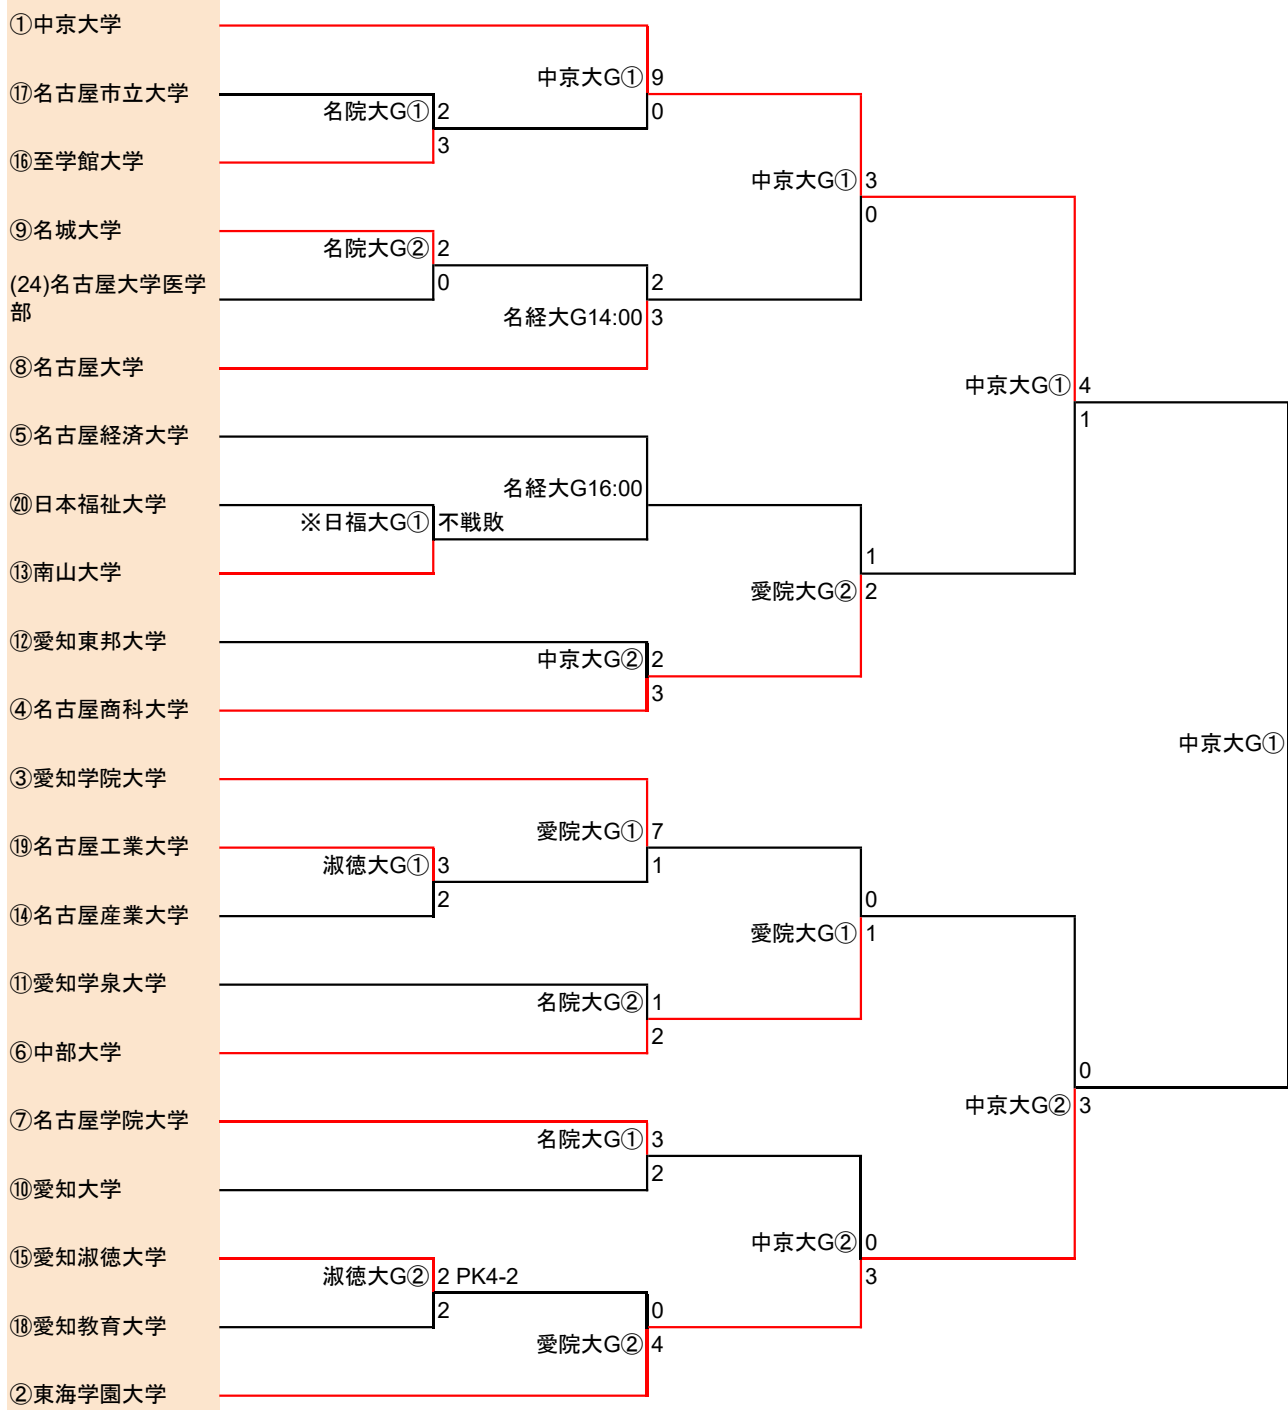 ①中京大学
中京大G① 9
⑰名古屋市立大学
名院大G① 2
0
3
⑯至学館大学
中京大G① 3
0
⑨名城大学
名院大G② 2
0
(24)名古屋大学医学
部
2
名経大G14:00 3
⑧名古屋大学
中京大G① 4
1
⑤名古屋経済大学
名経大G16:00
⑳日本福祉大学
※日福大G① 不戦敗
1
⑬南山大学
愛院大G② 2
⑫愛知東邦大学
中京大G② 2
3
④名古屋商科大学
中京大G①
③愛知学院大学
愛院大G① 7
⑲名古屋工業大学
淑徳大G① 3
1
2
0
⑭名古屋産業大学
愛院大G① 1
⑪愛知学泉大学
名院大G② 1
2
⑥中部大学
0
中京大G② 3
⑦名古屋学院大学
名院大G① 3
2
⑩愛知大学
中京大G② 0
⑮愛知淑徳大学
淑徳大G② 2 PK4-2
3
2
0
⑱愛知教育大学
愛院大G② 4
②東海学園大学